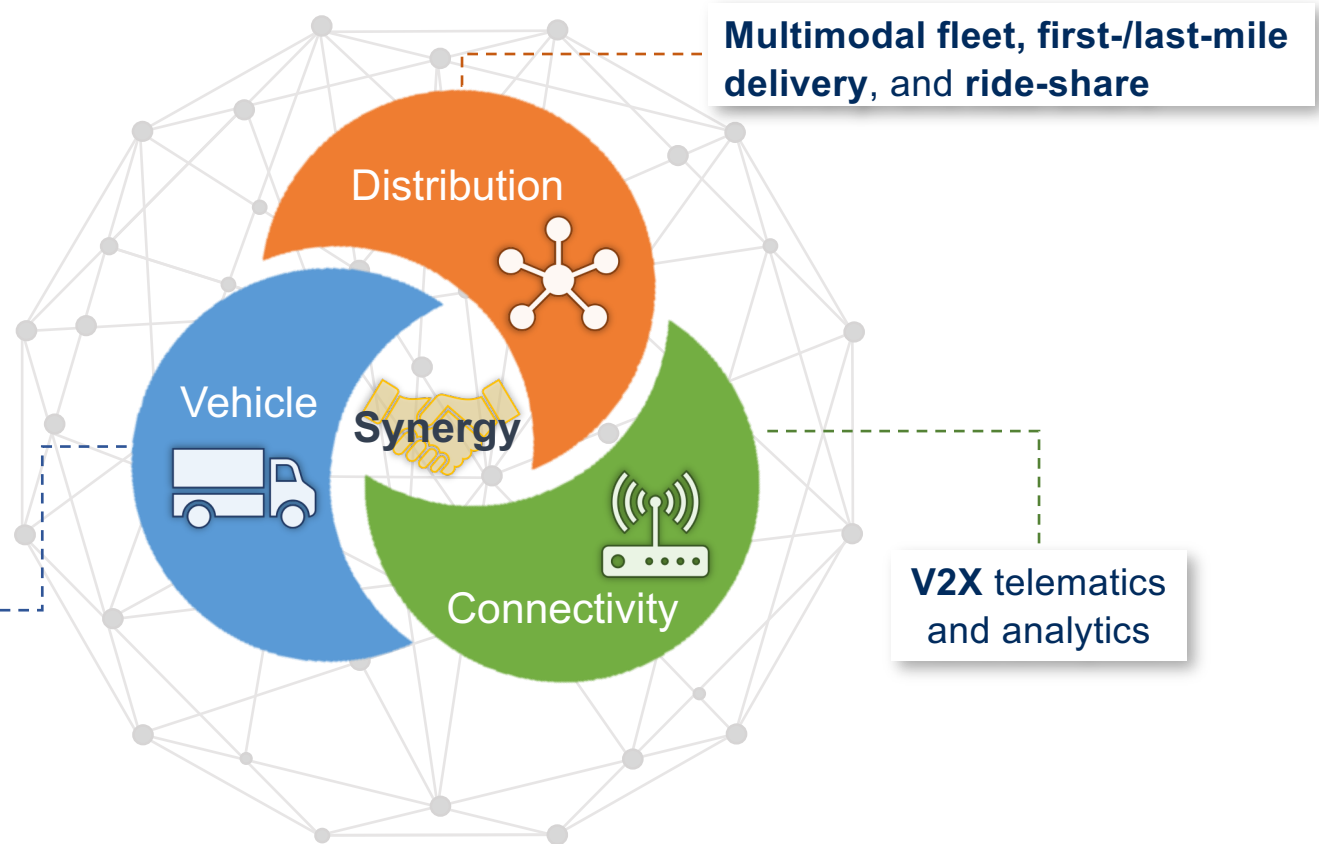 Multimodal fleet, first-/last-mile
delivery, and ride-share
Distribution
Vehicle
Synergy
Connectivity
V2X telematics
and analytics